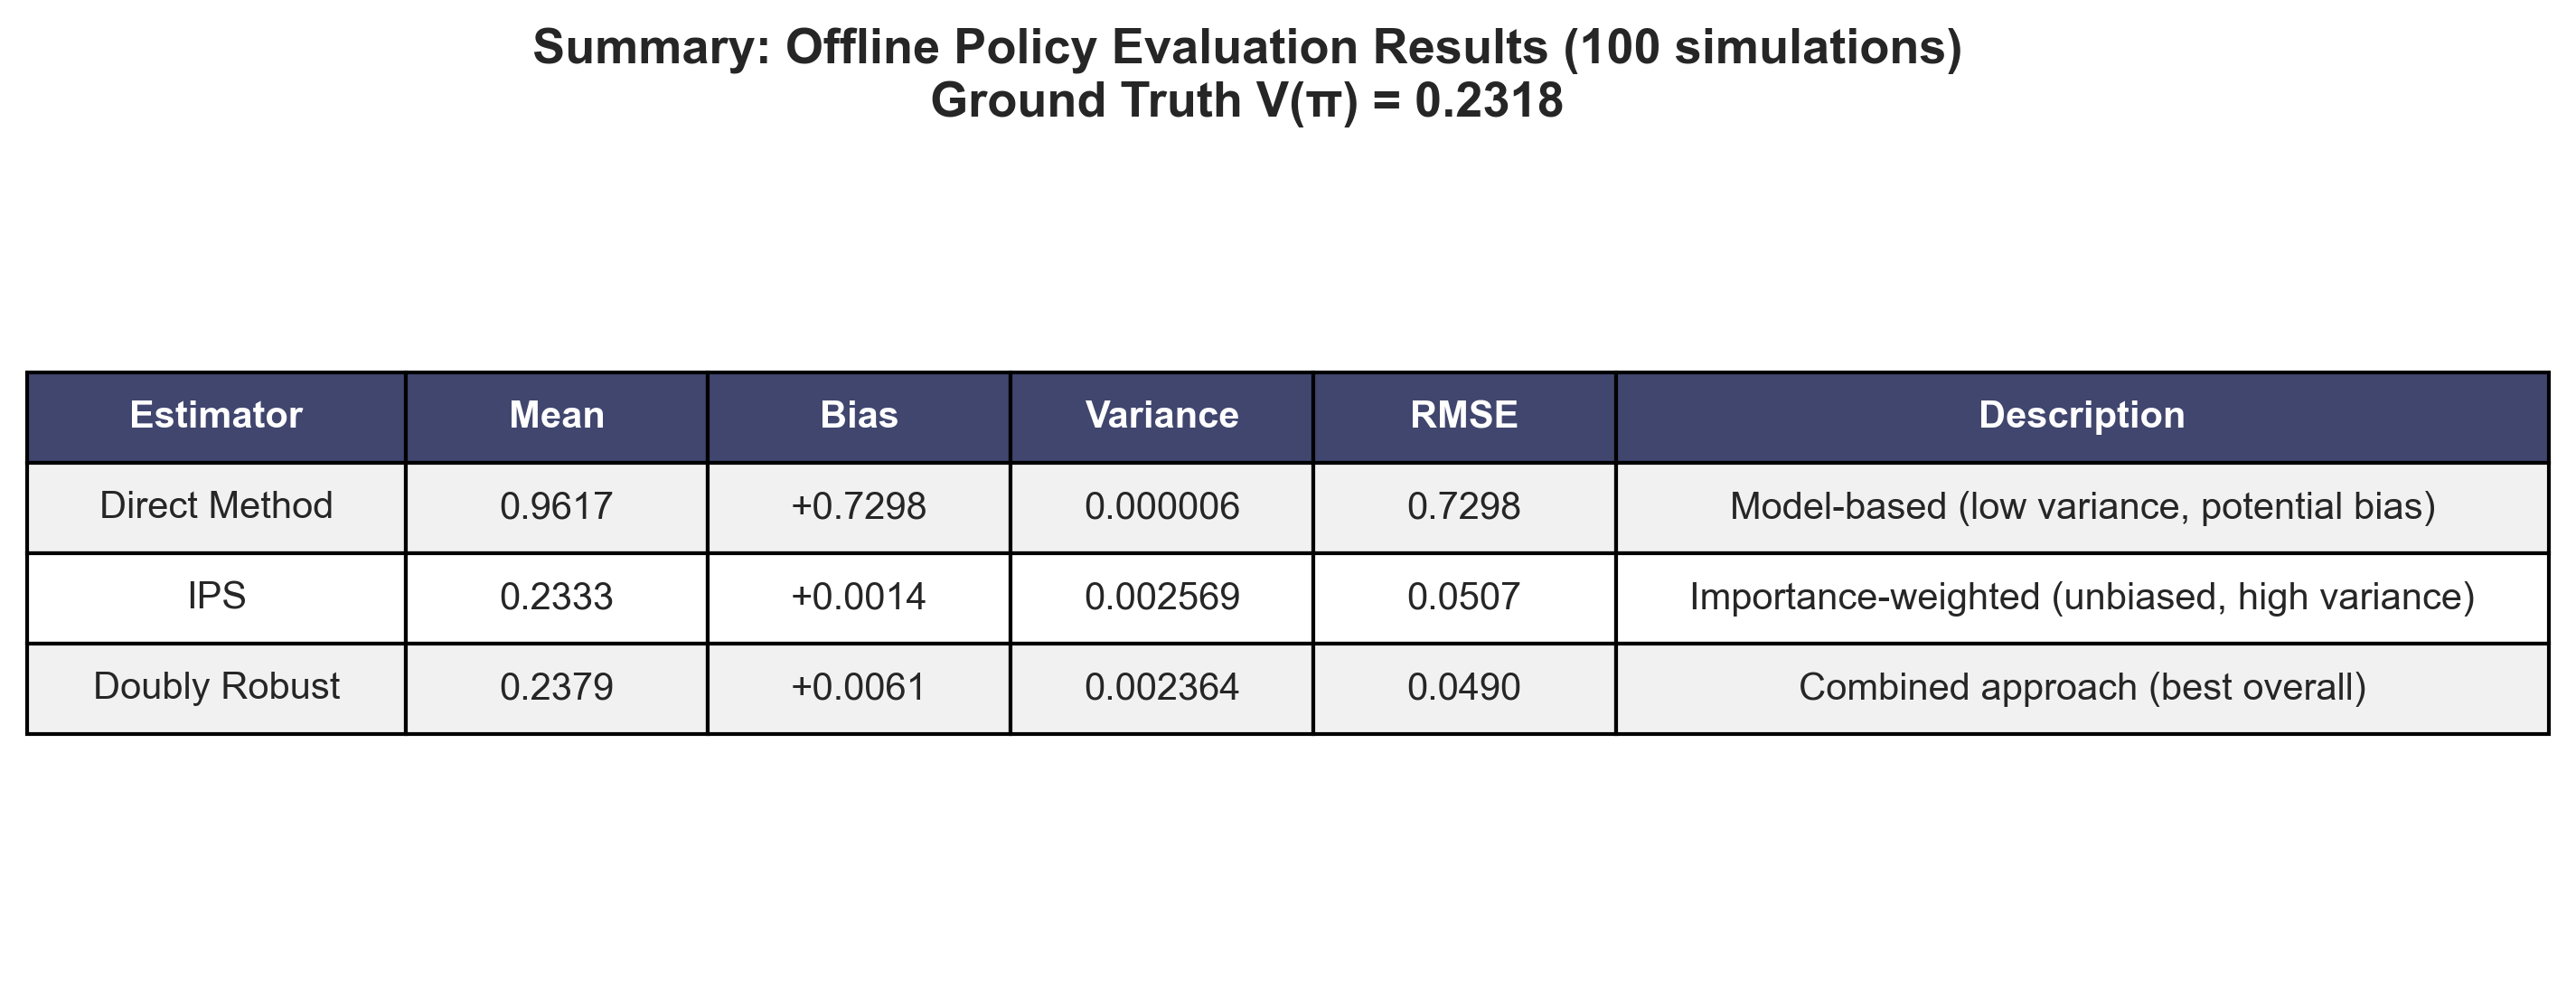 Summary: Offline Policy Evaluation Results (100 simulations)
Ground Truth V(π) = 0.2318
Estimator Mean Bias Variance RMSE Description
Direct Method 0.9617 +0.7298 0.000006 0.7298 Model-based (low variance, potential bias)
IPS 0.2333 +0.0014 0.002569 0.0507 Importance-weighted (unbiased, high variance)
Doubly Robust 0.2379 +0.0061 0.002364 0.0490 Combined approach (best overall)